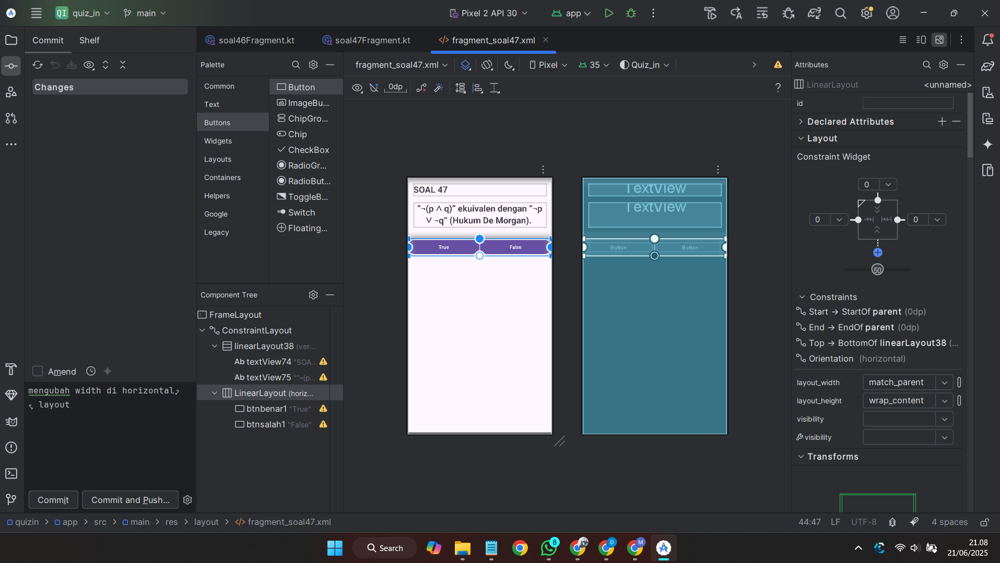 QI quiz_in main Pixel 2 API 30 app
Commit Shelf
soal46Fragment.kt soal47Fragment.kt fragment_soal47.xml
Palette
fragment_soal47.xml Pixel 35 Quiz_in
Attributes
0dp ?
LinearLayout <unnamed>
Changes
Common
Text
Buttons
Widgets
Layouts
Containers
Helpers
Google
Legacy
Button
ImageBu...
ChipGro...
Chip
CheckBox
RadioGr...
RadioBut...
ToggleB...
Switch
Floating...
id
Declared Attributes
Layout
Constraint Widget
0
0 0
50
Constraints
Start → StartOf parent (0dp)
End → EndOf parent (0dp)
Top → BottomOf linearLayout38 (...
Orientation (horizontal)
layout_width match_parent
layout_height wrap_content
visibility
visibility
Transforms
SOAL 47
“¬(p ∧ q)” ekuivalen dengan “¬p
∨ ¬q” (Hukum De Morgan).
True False
TextView
TextView
Button Button
Component Tree
FrameLayout
ConstraintLayout
linearLayout38 (ver...
Ab textView74 "SOA...
Ab textView75 "“¬(p...
LinearLayout (horiz...
btnbenar1 "True"
btnsalah1 "False"
Amend
mengubah width di horizontal
layout
Commit Commit and Push...
quizin > app > src > main > res > layout > fragment_soal47.xml
44:47 LF UTF-8 4 spaces
Search
8 D M
21.08
21/06/2025